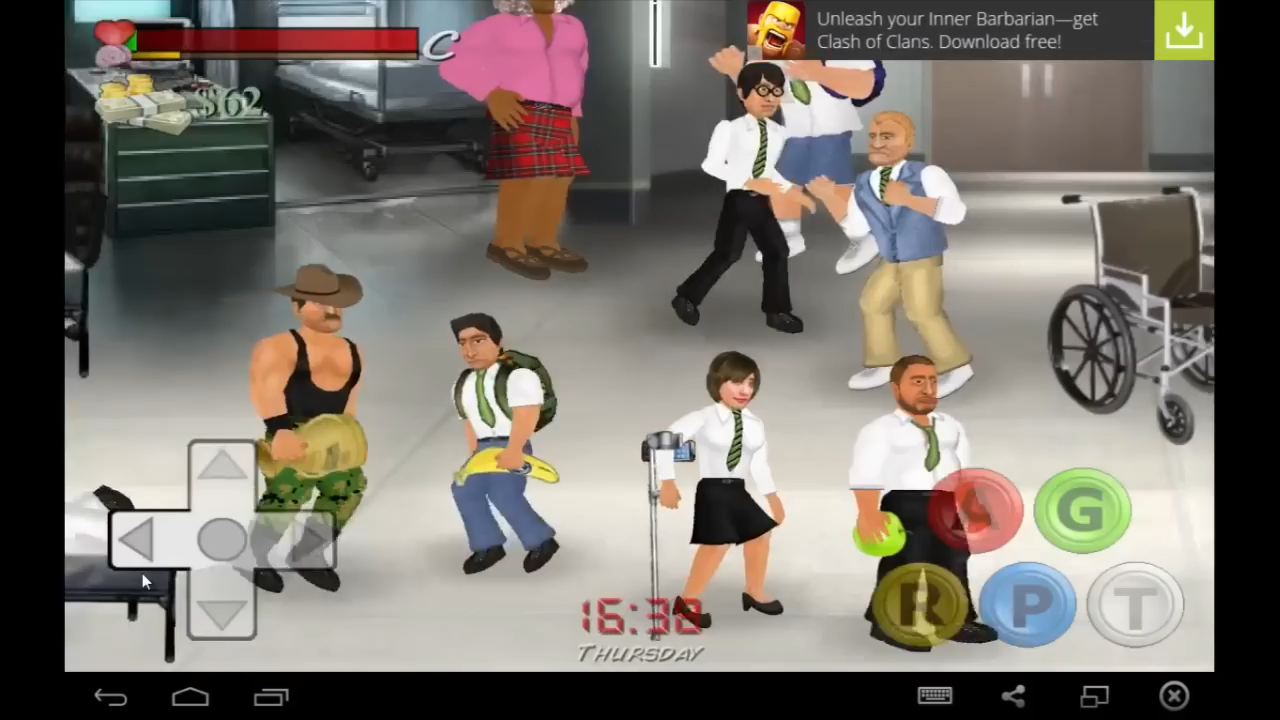 Unleash your Inner Barbarian—get
Clash of Clans. Download free!
C
$62
A
G
R
P
T
16:38
THURSDAY